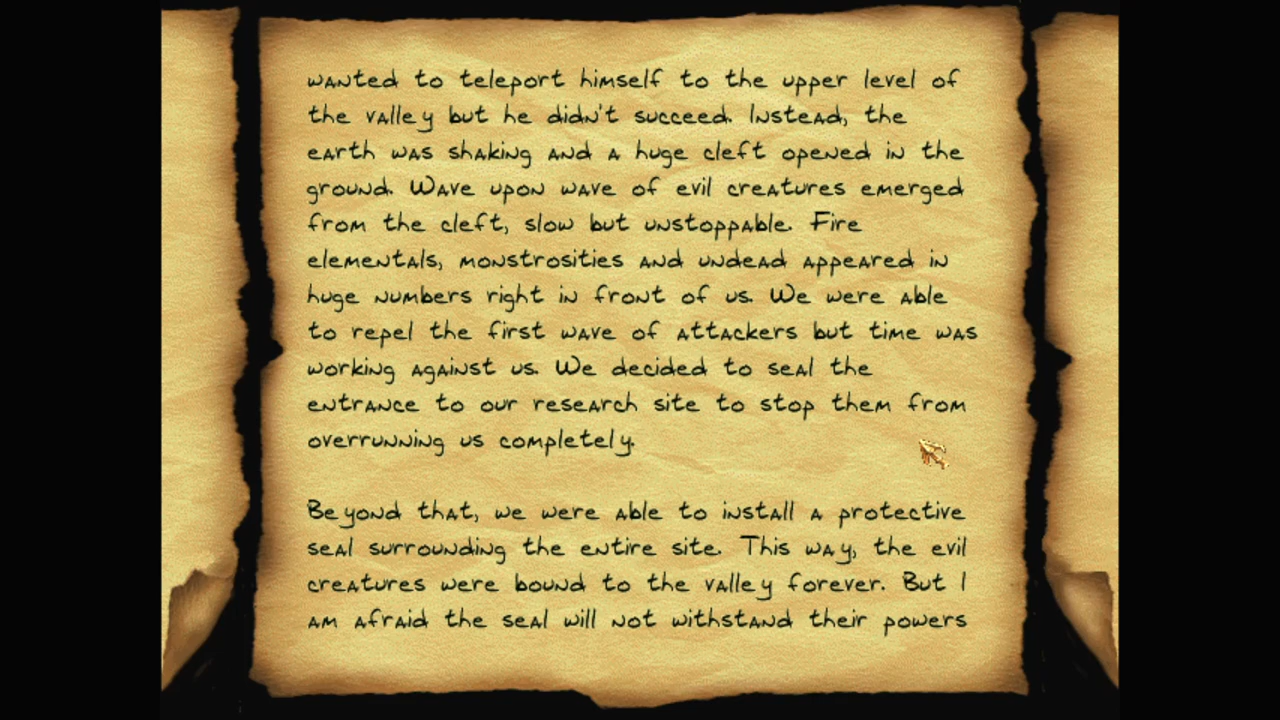 wanted to teleport himself to the upper level of
the valley but he didn't succeed. Instead, the
earth was shaking and a huge cleft opened in the
ground. Wave upon wave of evil creatures emerged
from the cleft, slow but unstoppable. Fire
elementals, monstrosities and undead appeared in
huge numbers right in front of us. We were able
to repel the first wave of attackers but time was
working against us. We decided to seal the
entrance to our research site to stop them from
overrunning us completely.
Beyond that, we were able to install a protective
seal surrounding the entire site. This way, the evil
creatures were bound to the valley forever. But I
am afraid the seal will not withstand their powers